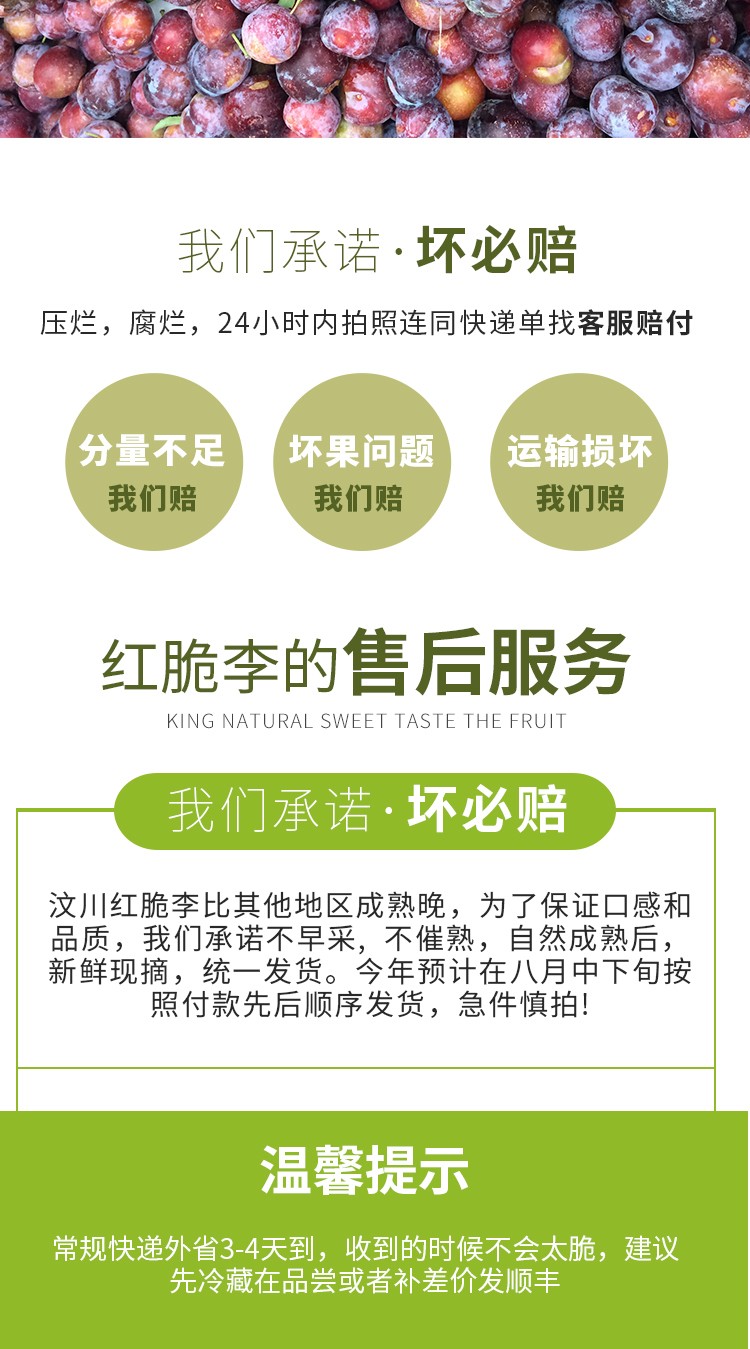 我们承诺·坏必赔
压烂，腐烂，24小时内拍照连同快递单找客服赔付
分量不足 坏果问题 运输损坏
我们赔 我们赔 我们赔
红脆李的售后服务
KING NATURAL SWEET TASTE THE FRUIT
我们承诺·坏必赔
汶川红脆李比其他地区成熟晚，为了保证口感和
品质，我们承诺不早采, 不催熟，自然成熟后，
新鲜现摘，统一发货。今年预计在八月中下旬按
照付款先后顺序发货，急件慎拍!
温馨提示
常规快递外省3-4天到，收到的时候不会太脆，建议
先冷藏在品尝或者补差价发顺丰